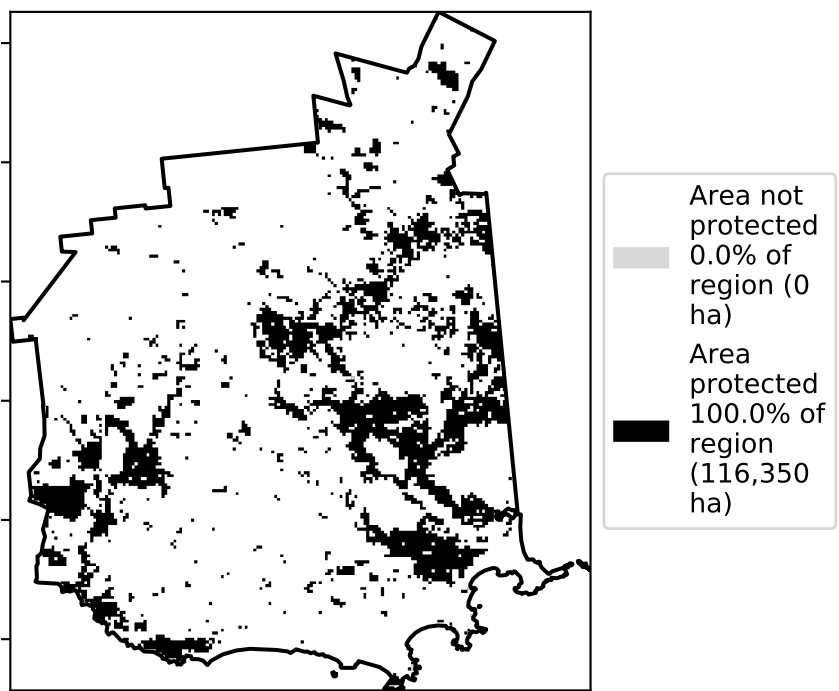 Area not
protected
0.0% of
region (0
ha)
Area
protected
100.0% of
region
(116,350
ha)